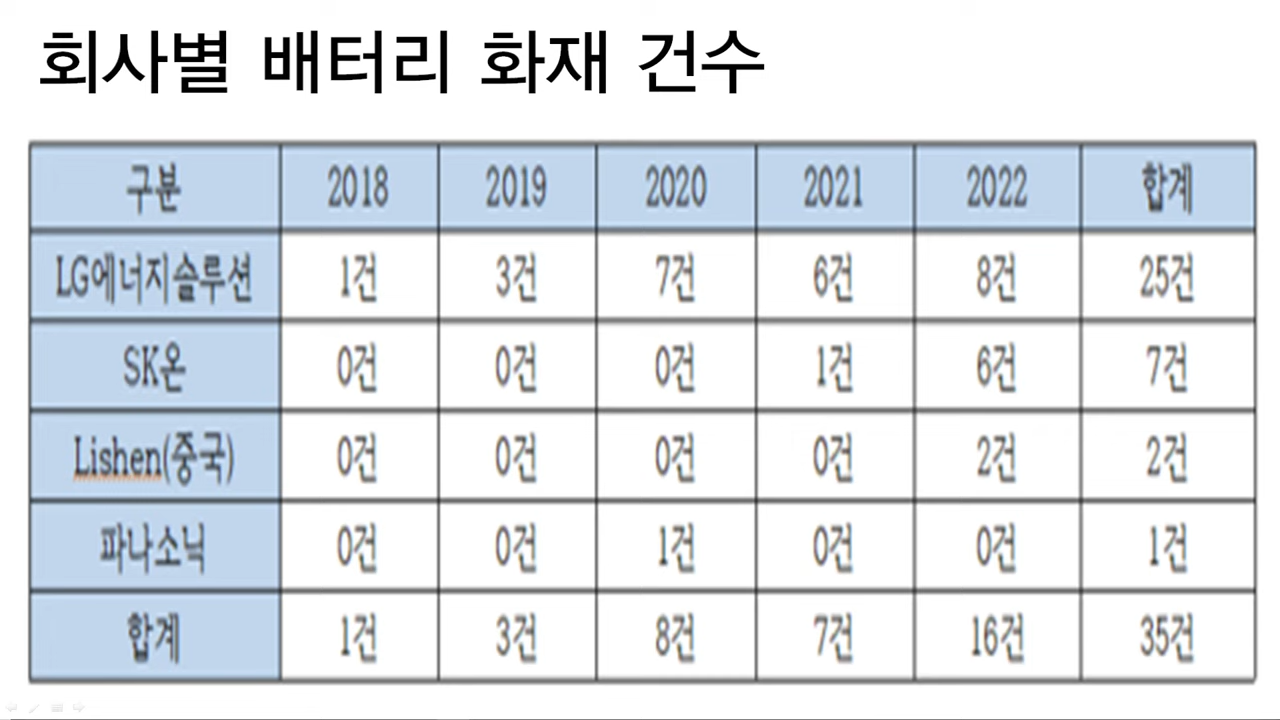 회사별 배터리 화재 건수
구분 2018 2019 2020 2021 2022 합계
LG에너지솔루션 1건 3건 7건 6건 8건 25건
SK온 0건 0건 0건 1건 6건 7건
Lishen(중국) 0건 0건 0건 0건 2건 2건
파나소닉 0건 0건 1건 0건 0건 1건
합계 1건 3건 8건 7건 16건 35건